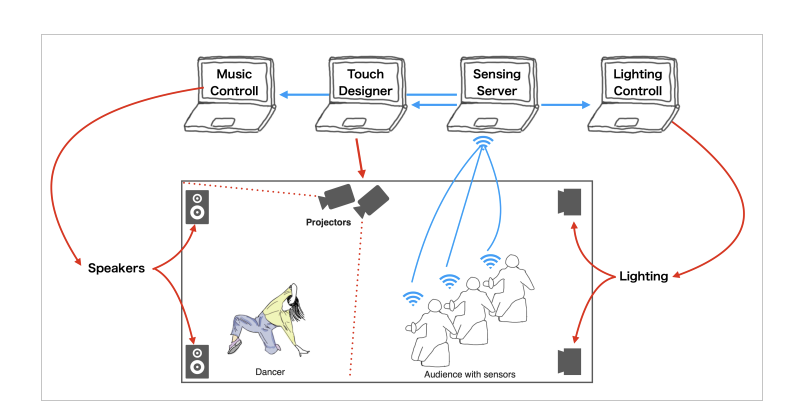 Music
Controll
Touch
Designer
Sensing
Server
Lighting
Controll
Projectors
Speakers
Lighting
Dancer
Audience with sensors